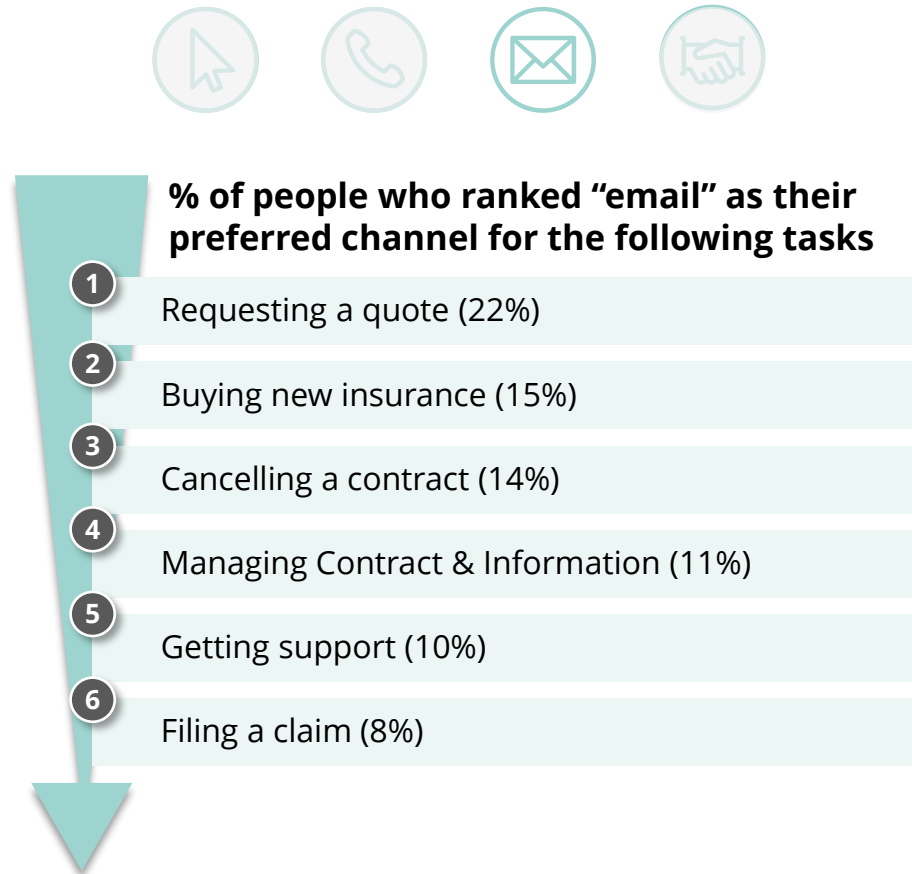 % of people who ranked “email” as their
preferred channel for the following tasks
1
Requesting a quote (22%)
2
Buying new insurance (15%)
3
Cancelling a contract (14%)
4
Managing Contract & Information (11%)
5
Getting support (10%)
6
Filing a claim (8%)